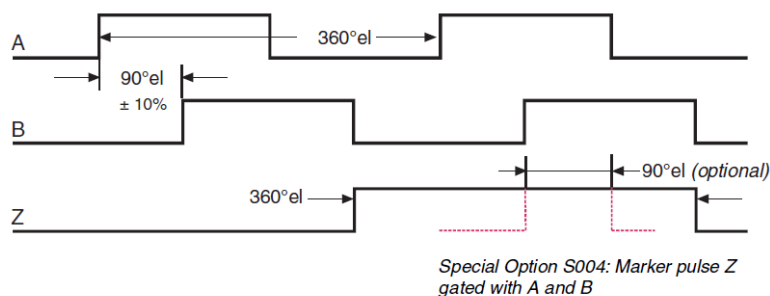 A
360°el
90°el
± 10%
B
90°el (optional)
360°el
Z
Special Option S004: Marker pulse Z
gated with A and B